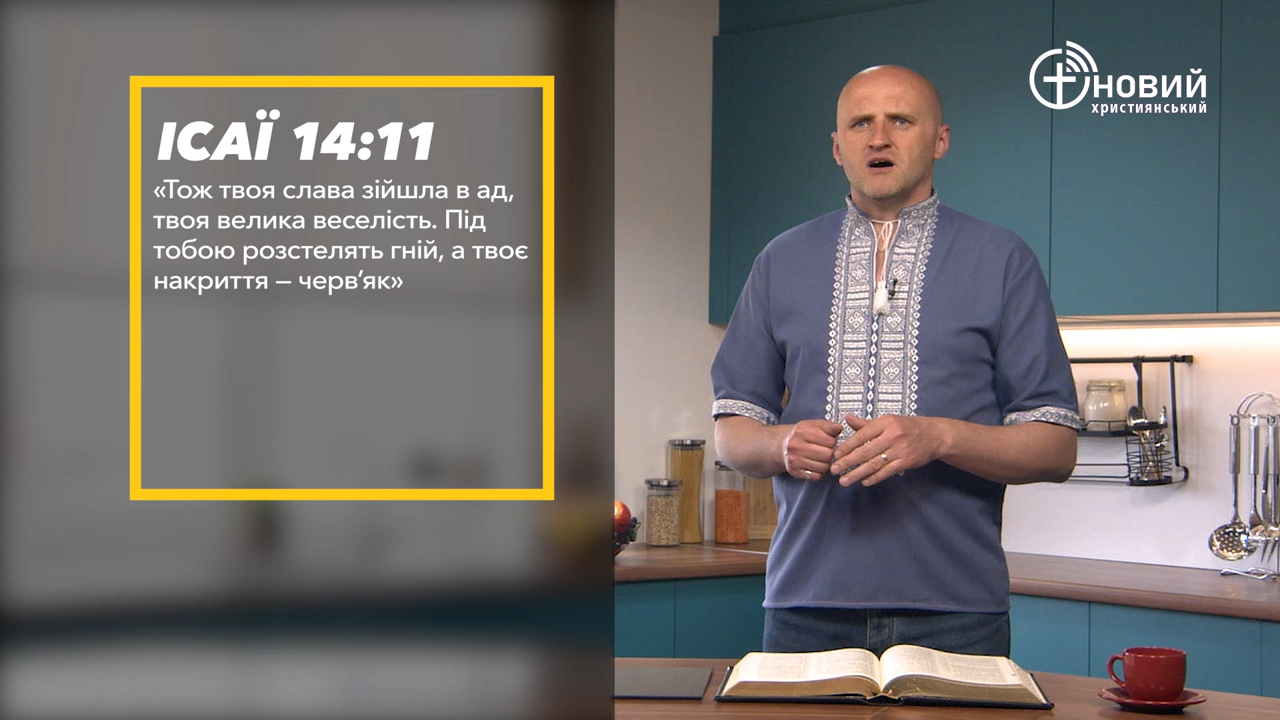 ІСАЇ 14:11
«Тож твоя слава зійшла в ад,
твоя велика веселість. Під
тобою розстелять гній, а твоє
накриття – черв’як»
НОВИЙ
християнський